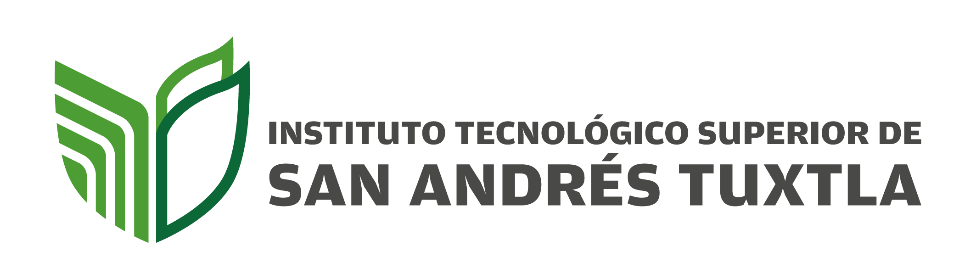 INSTITUTO TECNOLÓGICO SUPERIOR DE
SAN ANDRÉS TUXTLA